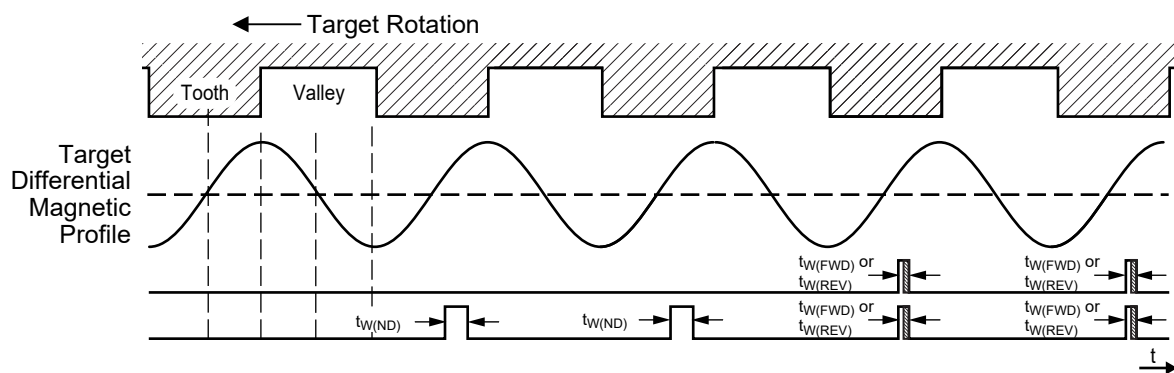 Target Rotation
Tooth
Valley
Target
Differential
Magnetic
Profile
tW(FWD) or
tW(REV)
tW(FWD) or
tW(REV)
tW(ND)
tW(ND)
tW(FWD) or
tW(REV)
tW(FWD) or
tW(REV)
t